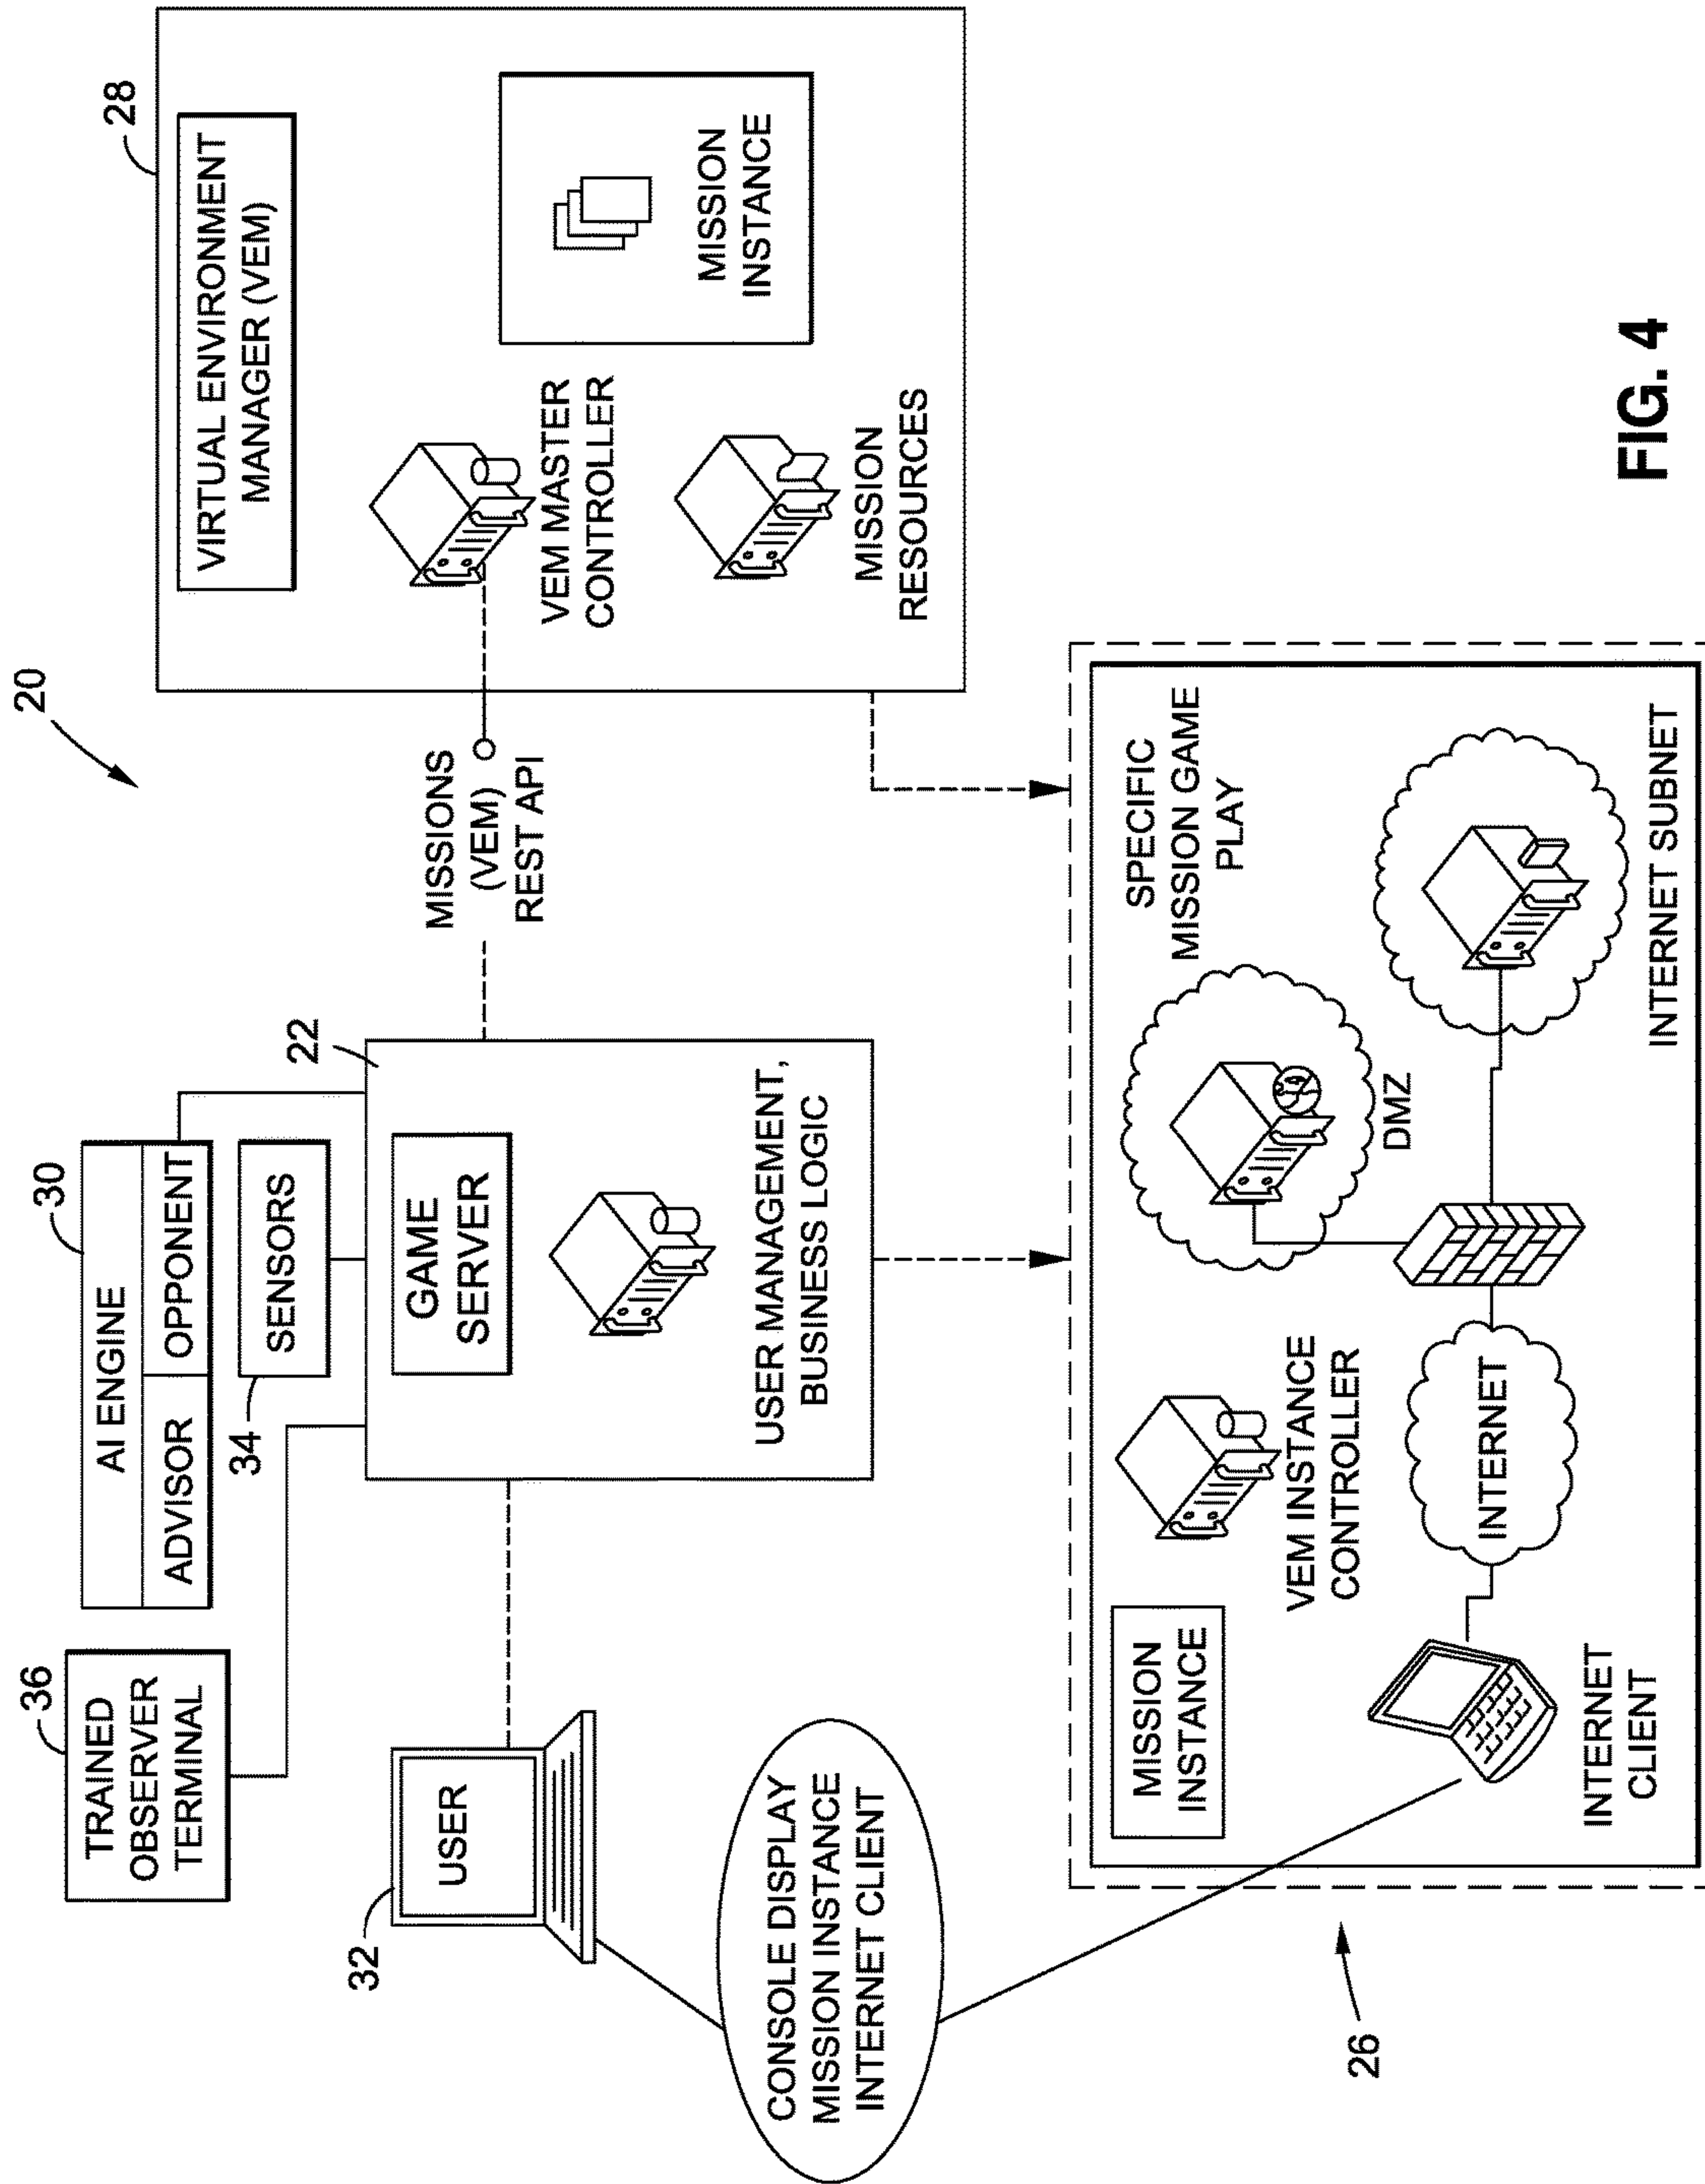 20
36
TRAINED
OBSERVER
TERMINAL
30
AI ENGINE
ADVISOR
OPPONENT
34
SENSORS
32
USER
22
GAME
SERVER
USER MANAGEMENT,
BUSINESS LOGIC
MISSIONS
(VEM)
REST API
28
VIRTUAL ENVIRONMENT
MANAGER (VEM)
VEM MASTER
CONTROLLER
MISSION
INSTANCE
MISSION
RESOURCES
CONSOLE DISPLAY
MISSION INSTANCE
INTERNET CLIENT
26
MISSION
INSTANCE
VEM INSTANCE
CONTROLLER
SPECIFIC
MISSION GAME
PLAY
DMZ
INTERNET
INTERNET
CLIENT
INTERNET SUBNET
FIG. 4